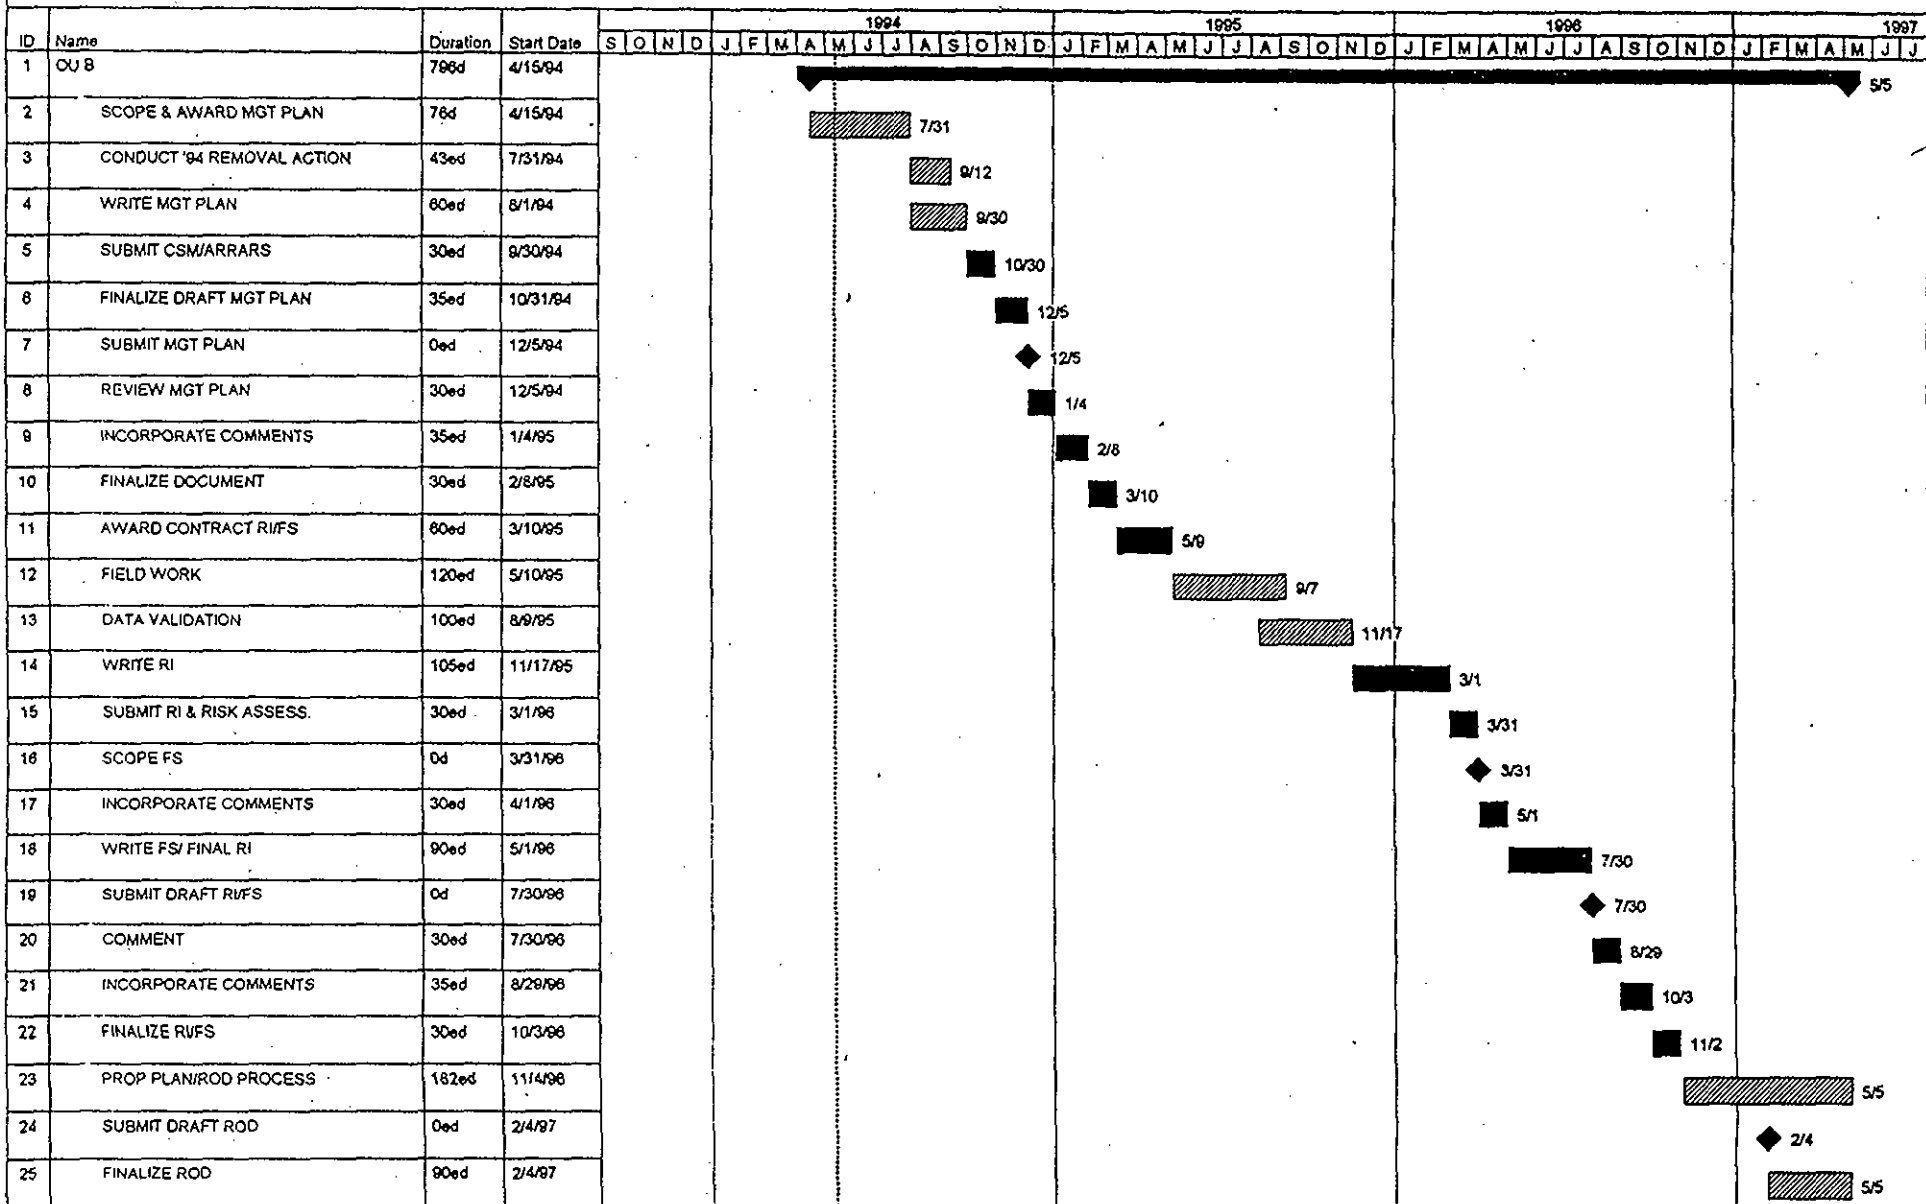 1994 1995 1996 1997
ID Name Duration Start Date S O N D J F M A M J J A S O N D J F M A M J J A S O N D J F M A M J J A S O N D J F M A M J J
1 OU B 796d 4/15/94 5/5
2 SCOPE & AWARD MGT PLAN 76d 4/15/94 7/31
3 CONDUCT '94 REMOVAL ACTION 43ed 7/31/94 9/12
4 WRITE MGT PLAN 60ed 8/1/94 9/30
5 SUBMIT CSM/ARRARS 30ed 9/30/94 10/30
6 FINALIZE DRAFT MGT PLAN 35ed 10/31/94 12/5
7 SUBMIT MGT PLAN 0ed 12/5/94 12/5
8 REVIEW MGT PLAN 30ed 12/5/94 1/4
9 INCORPORATE COMMENTS 35ed 1/4/95 2/8
10 FINALIZE DOCUMENT 30ed 2/8/95 3/10
11 AWARD CONTRACT RI/FS 60ed 3/10/95 5/9
12 FIELD WORK 120ed 5/10/95 9/7
13 DATA VALIDATION 100ed 8/9/95 11/17
14 WRITE RI 105ed 11/17/95 3/1
15 SUBMIT RI & RISK ASSESS. 30ed 3/1/96 3/31
16 SCOPE FS 0d 3/31/96 3/31
17 INCORPORATE COMMENTS 30ed 4/1/96 5/1
18 WRITE FS/ FINAL RI 90ed 5/1/96 7/30
19 SUBMIT DRAFT RI/FS 0d 7/30/96 7/30
20 COMMENT 30ed 7/30/96 8/29
21 INCORPORATE COMMENTS 35ed 8/29/96 10/3
22 FINALIZE RI/FS 30ed 10/3/96 11/2
23 PROP PLAN/ROD PROCESS 182ed 11/4/96 5/5
24 SUBMIT DRAFT ROD 0ed 2/4/97 2/4
25 FINALIZE ROD 90ed 2/4/97 5/5